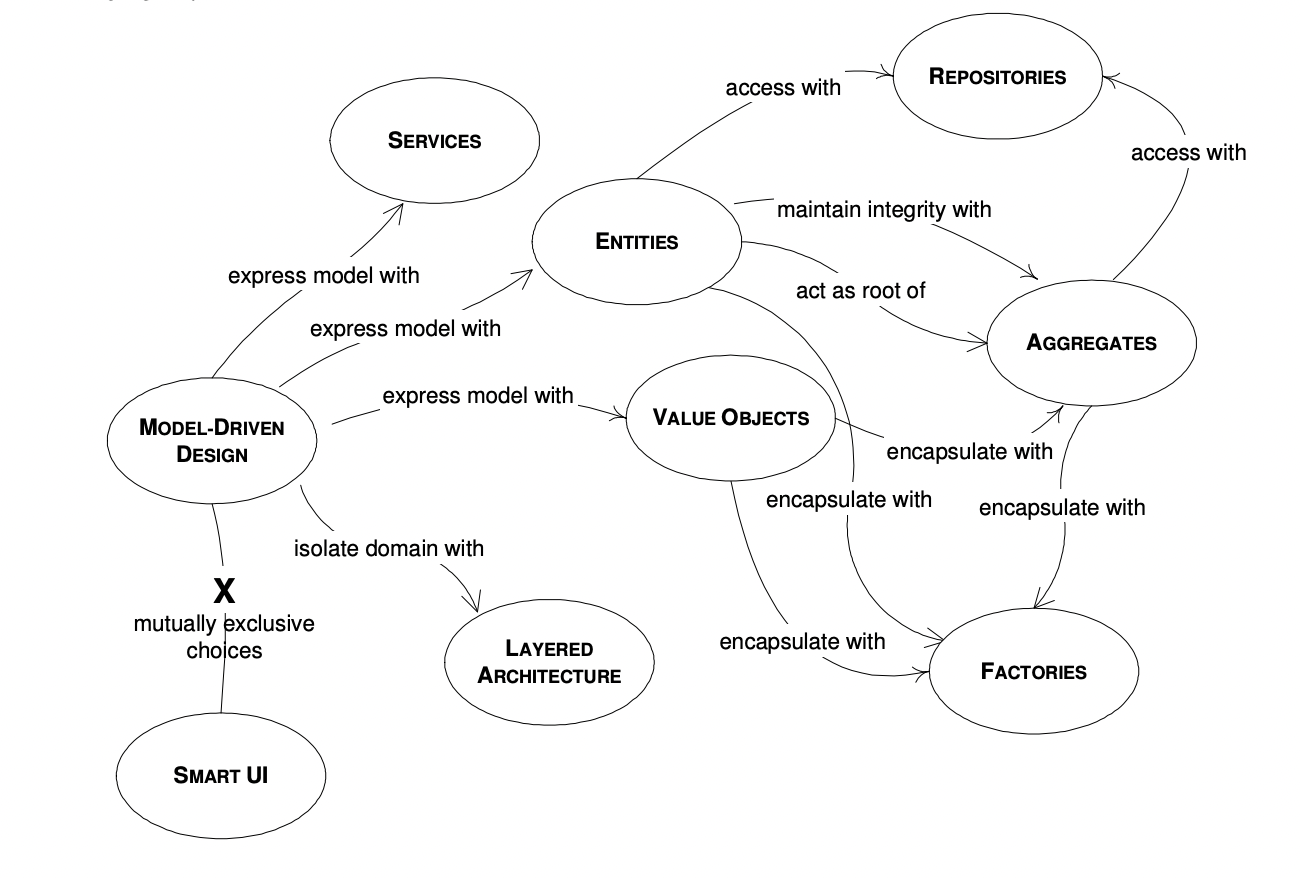 REPOSITORIES
access with
SERVICES
access with
maintain integrity with
ENTITIES
express model with
act as root of
express model with
AGGREGATES
express model with
VALUE OBJECTS
MODEL-DRIVEN
DESIGN
encapsulate with
encapsulate with
encapsulate with
isolate domain with
X
mutually exclusive
choices
encapsulate with
LAYERED
ARCHITECTURE
FACTORIES
SMART UI